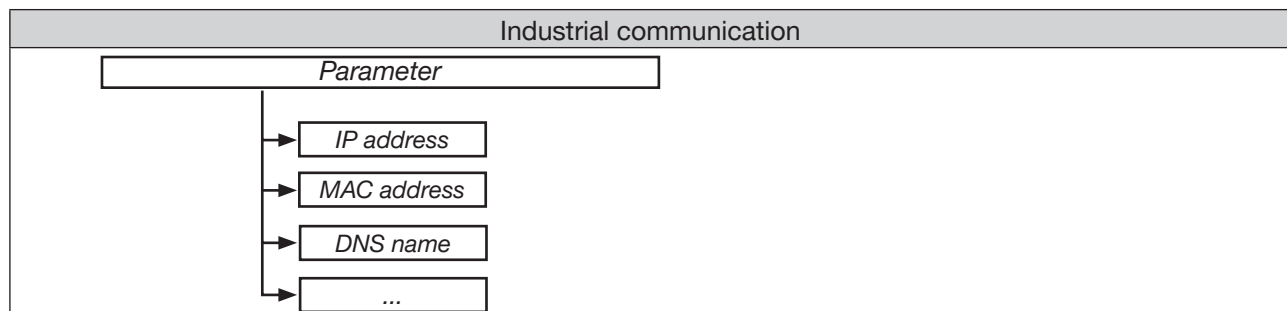 Industrial communication
Parameter
IP address
MAC address
DNS name
...